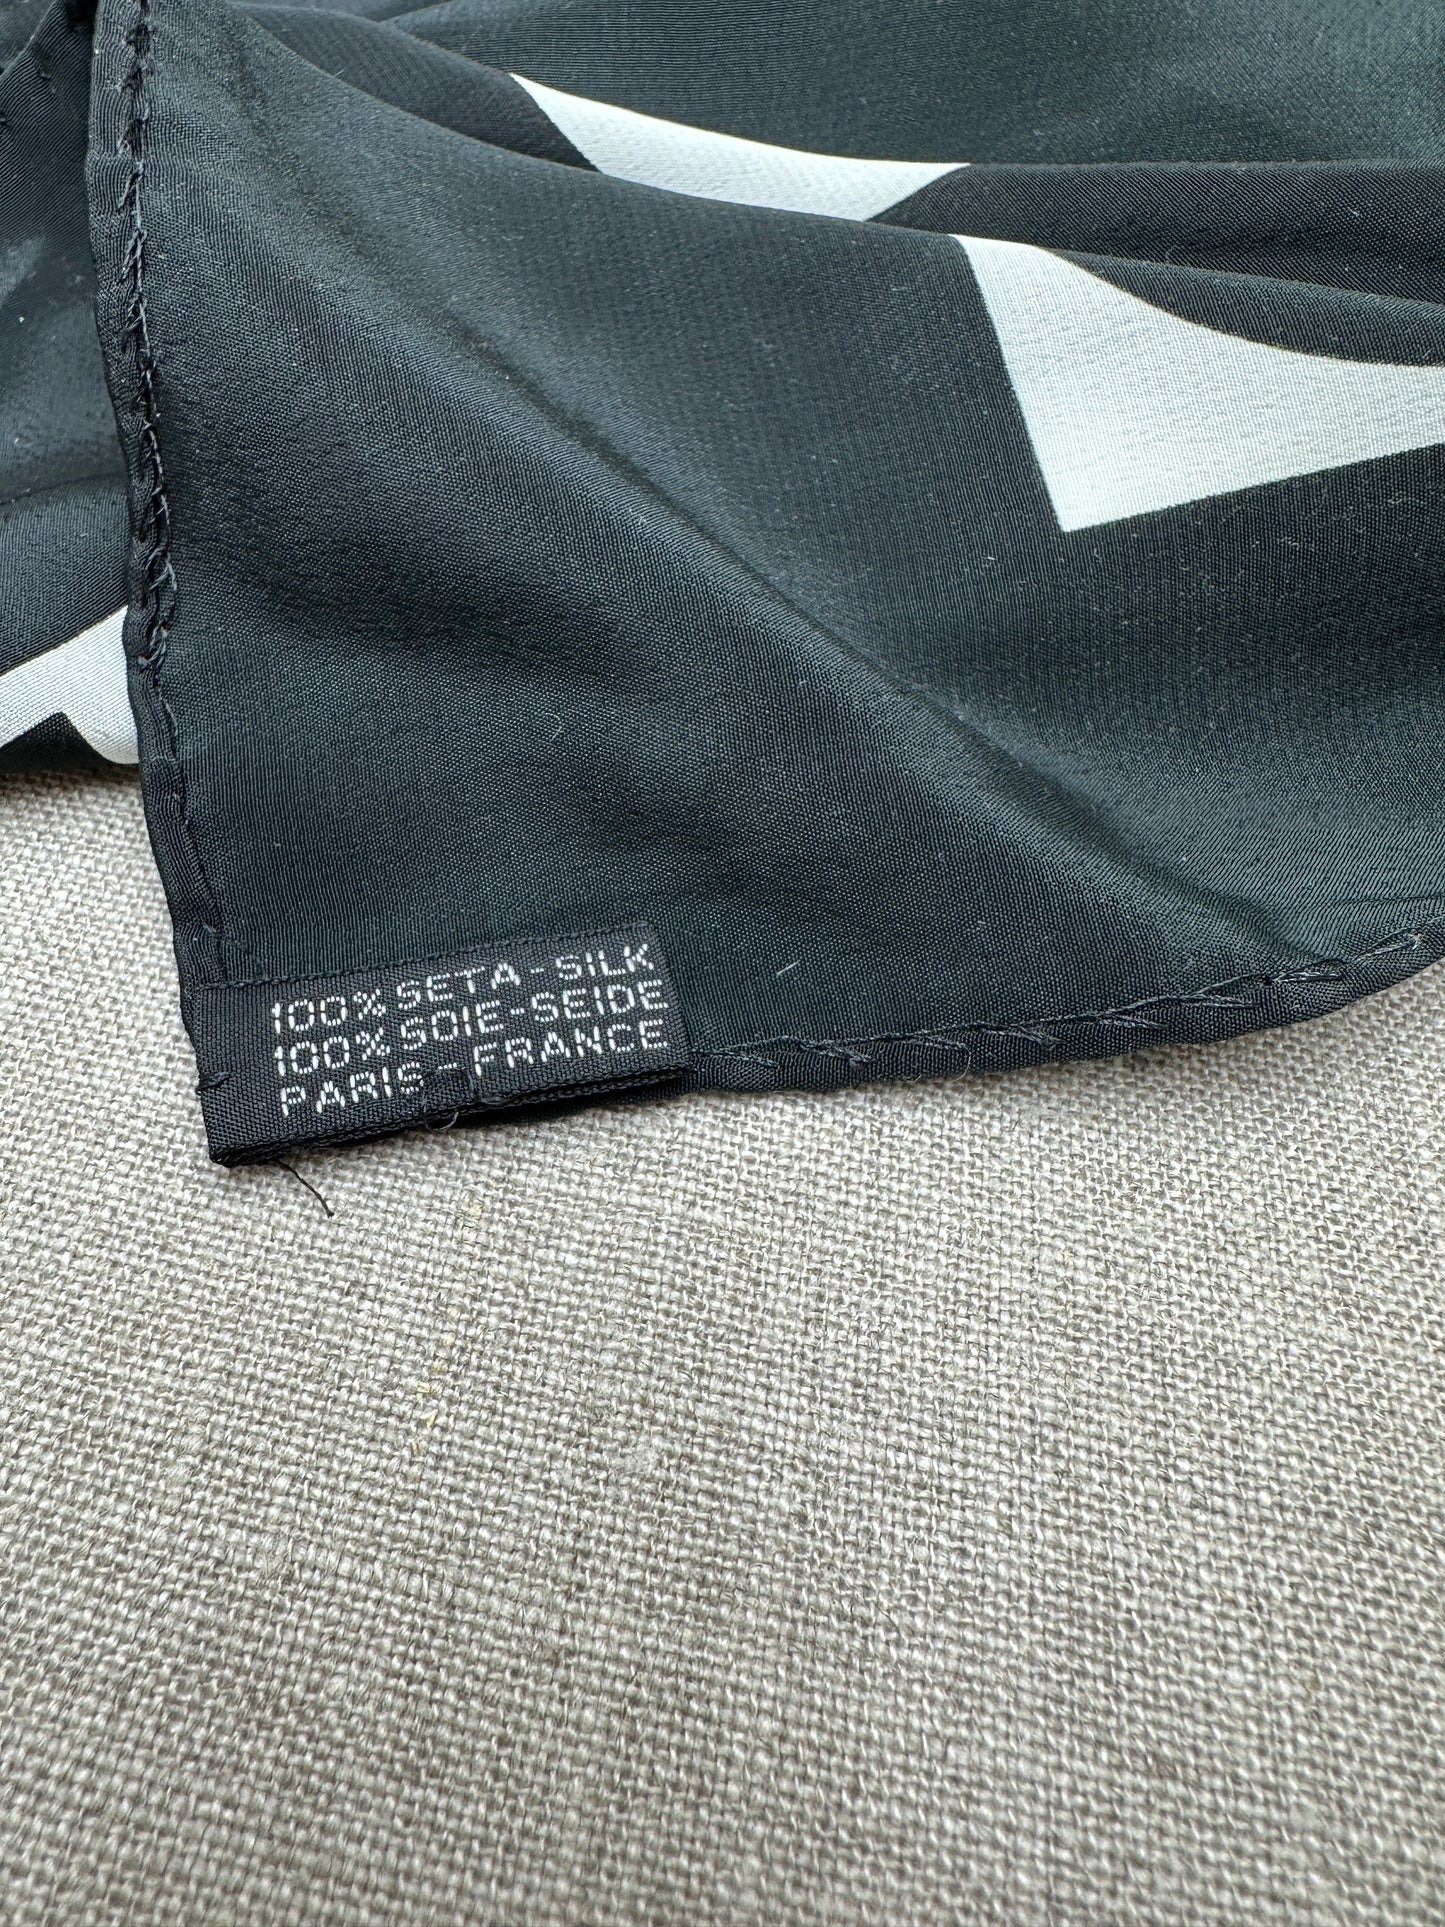 100% SETA-SILK
100% SOIE-SEIDE
PARIS-FRANCE